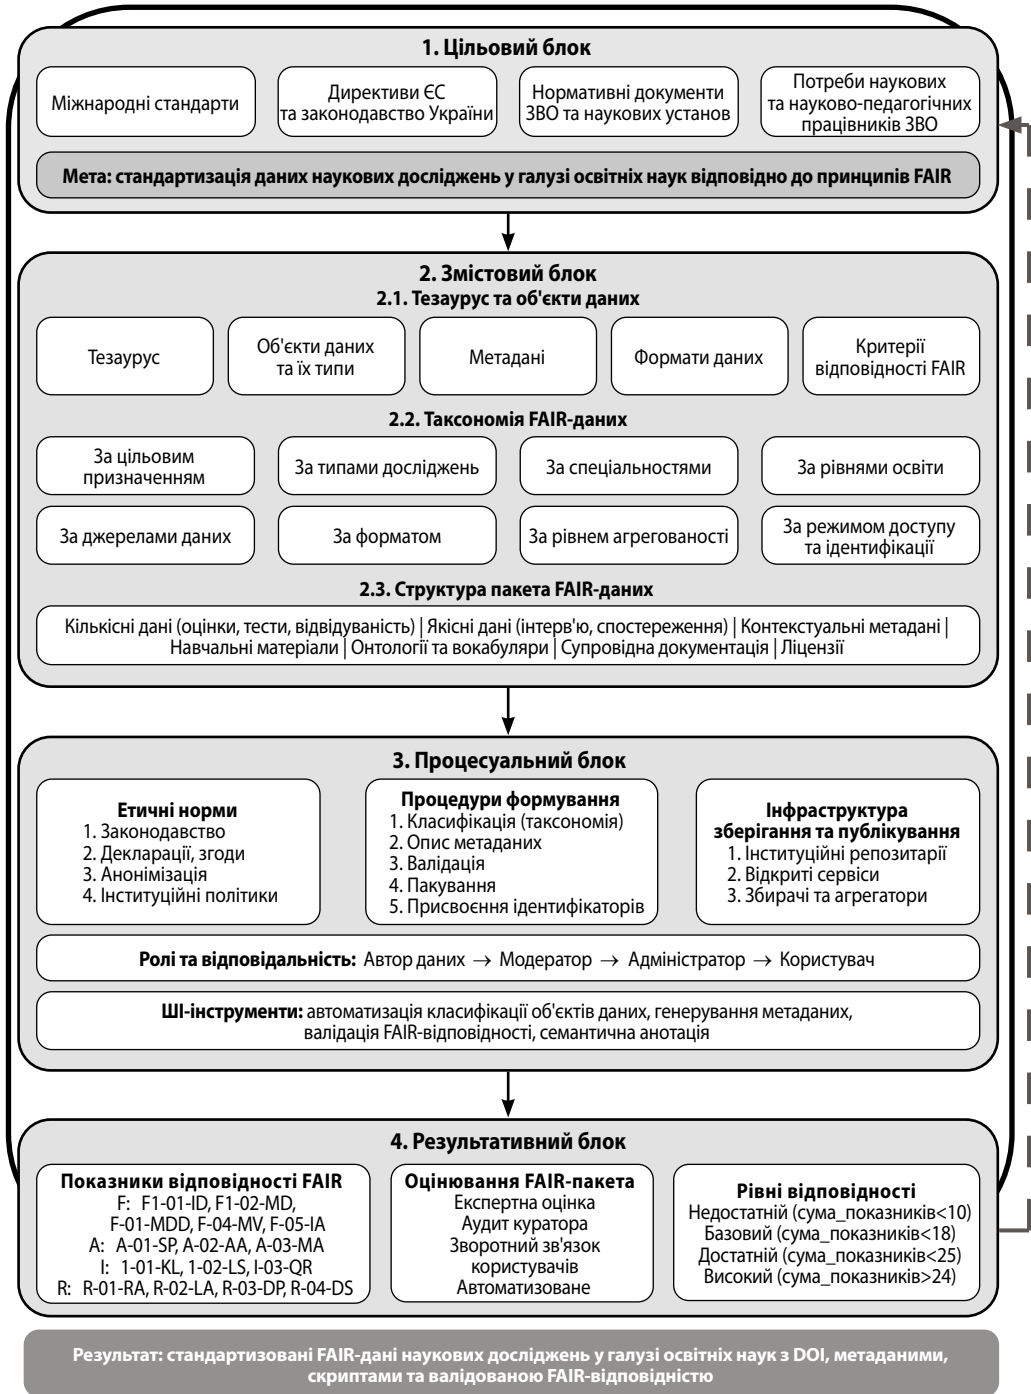 1. Цільовий блок
Міжнародні стандарти
Директиви ЄС
та законодавство України
Нормативні документи
ЗВО та наукових установ
Потреби наукових
та науково-педагогічних
працівників ЗВО
Мета: стандартизація даних наукових досліджень у галузі освітніх наук відповідно до принципів FAIR
2. Змістовий блок
2.1. Тезаурус та об'єкти даних
Тезаурус
Об'єкти даних
та їх типи
Метадані
Формати даних
Критерії
відповідності FAIR
2.2. Таксономія FAIR-даних
За цільовим
призначенням
За типами досліджень
За спеціальностями
За рівнями освіти
За джерелами даних
За форматом
За рівнем агрегованості
За режимом доступу
та ідентифікації
2.3. Структура пакета FAIR-даних
Кількісні дані (оцінки, тести, відвідуваність) | Якісні дані (інтерв'ю, спостереження) | Контекстуальні метадані |
Навчальні матеріали | Онтології та вокабуляри | Супровідна документація | Ліцензії
3. Процесуальний блок
Етичні норми
1. Законодавство
2. Декларації, згоди
3. Анонімізація
4. Інституційні політики
Процедури формування
1. Класифікація (таксономія)
2. Опис метаданих
3. Валідація
4. Пакування
5. Присвоєння ідентифікаторів
Інфраструктура
зберігання та публікування
1. Інституційні репозитарії
2. Відкриті сервіси
3. Збирачі та агрегатори
Ролі та відповідальність: Автор даних → Модератор → Адміністратор → Користувач
ШІ-інструменти: автоматизація класифікації об'єктів даних, генерування метаданих,
валідація FAIR-відповідності, семантична анотація
4. Результативний блок
Показники відповідності FAIR
F: F1-01-ID, F1-02-MD,
F-01-MDD, F-04-MV, F-05-IA
A: A-01-SP, A-02-AA, A-03-MA
I: 1-01-KL, 1-02-LS, I-03-QR
R: R-01-RA, R-02-LA, R-03-DP, R-04-DS
Оцінювання FAIR-пакета
Експертна оцінка
Аудит куратора
Зворотний зв'язок
користувачів
Автоматизоване
Рівні відповідності
Недостатній (сума_показників<10)
Базовий (сума_показників<18)
Достатній (сума_показників<25)
Високий (сума_показників>24)
Результат: стандартизовані FAIR-дані наукових досліджень у галузі освітніх наук з DOI, метаданими,
скриптами та валідованою FAIR-відповідністю